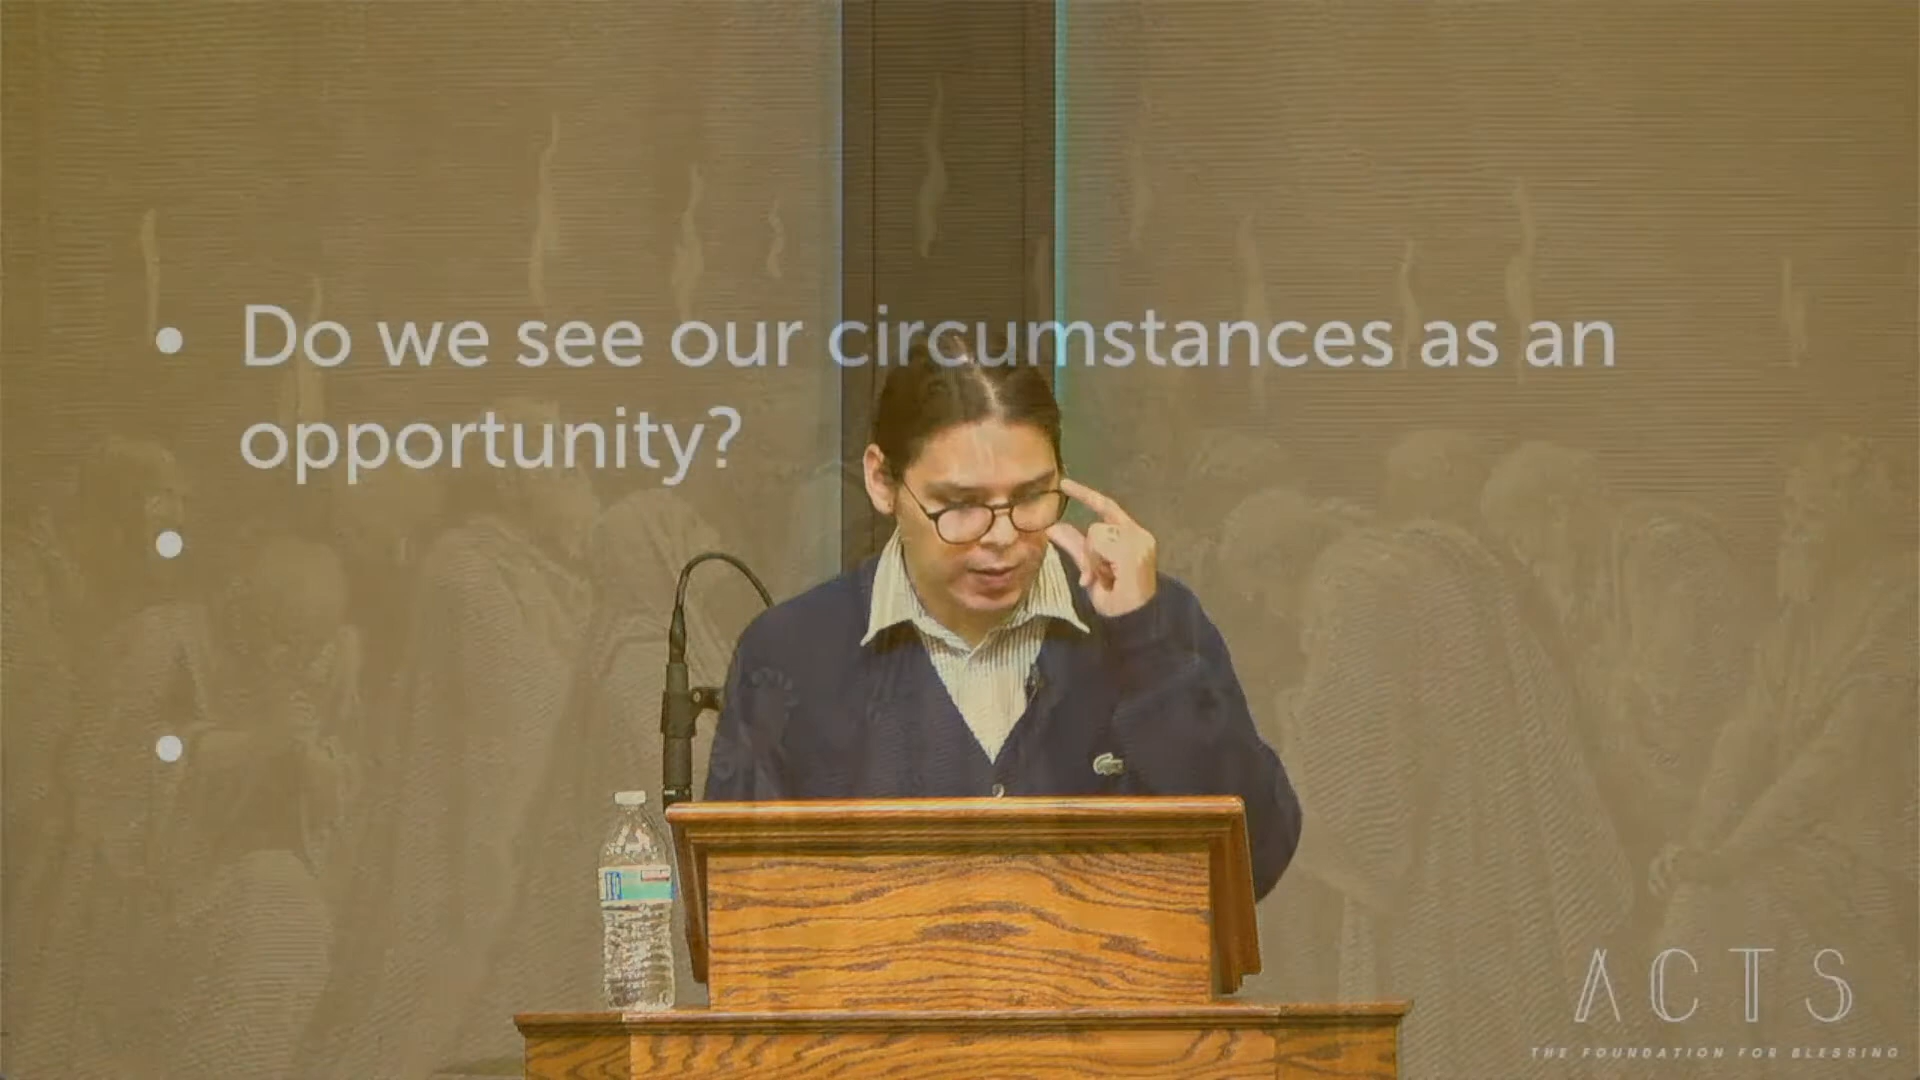 • Do we see our circumstances as an
opportunity?
•
•
ACTS
THE FOUNDATION FOR BLESSING